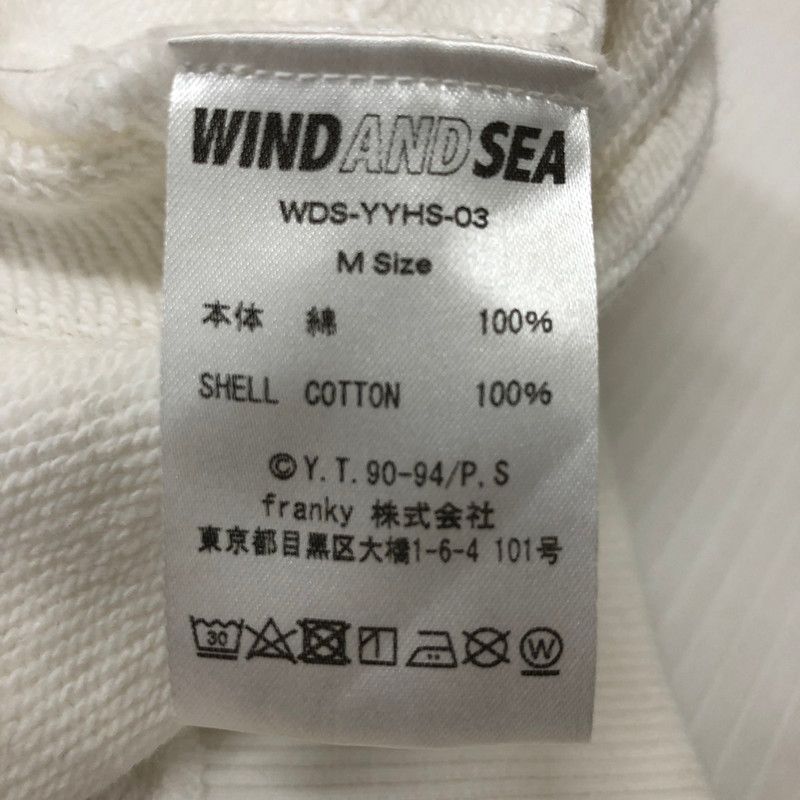 WIND AND SEA
WDS-YYHS-03
M Size
本体 綿 100%
SHELL COTTON 100%
©Y.T.90-94/P.S
franky 株式会社
東京都目黒区大橋1-6-4 101号
30 W